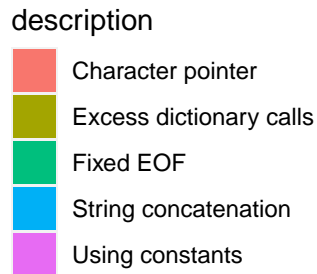 description
Character pointer
Excess dictionary calls
Fixed EOF
String concatenation
Using constants